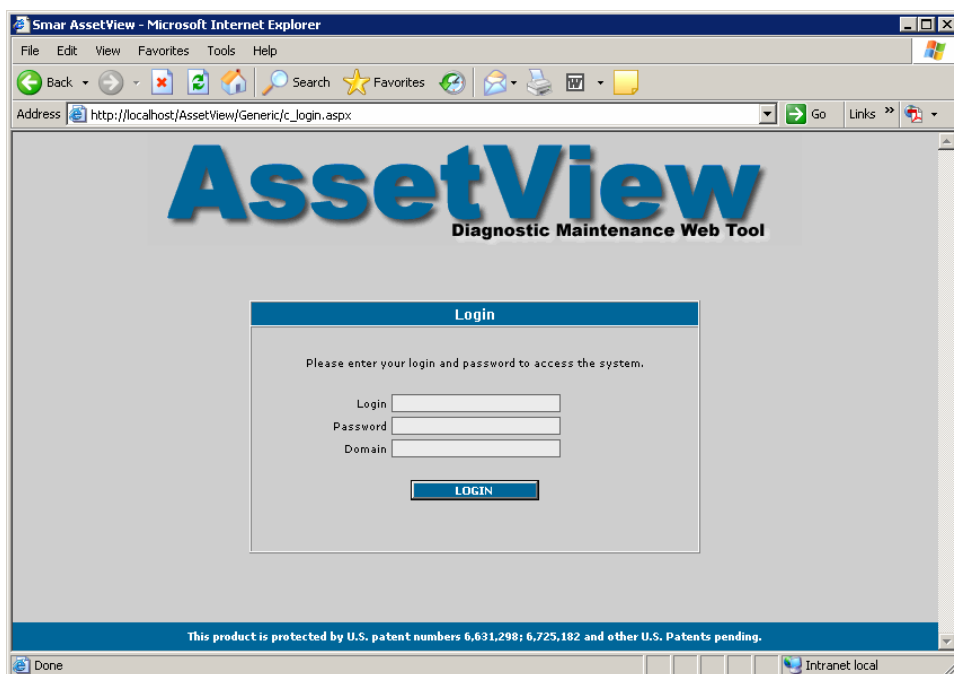 Smar AssetView - Microsoft Internet Explorer
File Edit View Favorites Tools Help
Back Search Favorites
Address http://localhost/AssetView/Generic/c_login.aspx Go Links »
AssetView
Diagnostic Maintenance Web Tool
Login
Please enter your login and password to access the system.
Login
Password
Domain
LOGIN
This product is protected by U.S. patent numbers 6,631,298; 6,725,182 and other U.S. Patents pending.
Done Intranet local